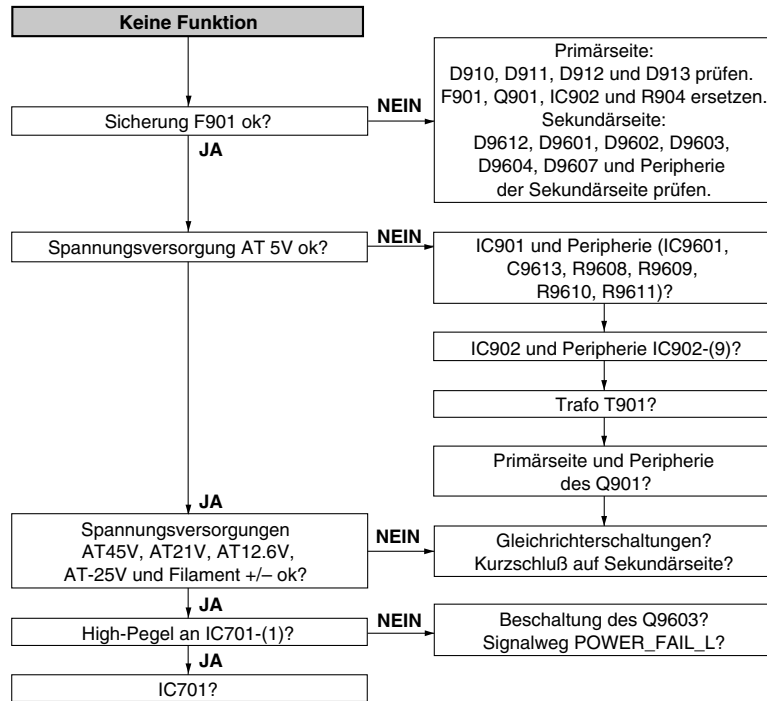 Keine Funktion
Sicherung F901 ok?
NEIN
Primärseite:
D910, D911, D912 und D913 prüfen.
F901, Q901, IC902 und R904 ersetzen.
Sekundärseite:
D9612, D9601, D9602, D9603,
D9604, D9607 und Peripherie
der Sekundärseite prüfen.
JA
Spannungsversorgung AT 5V ok?
NEIN
IC901 und Peripherie (IC9601,
C9613, R9608, R9609,
R9610, R9611)?
IC902 und Peripherie IC902-(9)?
Trafo T901?
Primärseite und Peripherie
des Q901?
JA
Spannungsversorgungen
AT45V, AT21V, AT12.6V,
AT-25V und Filament +/– ok?
NEIN
Gleichrichterschaltungen?
Kurzschluß auf Sekundärseite?
JA
High-Pegel an IC701-(1)?
NEIN
Beschaltung des Q9603?
Signalweg POWER_FAIL_L?
JA
IC701?